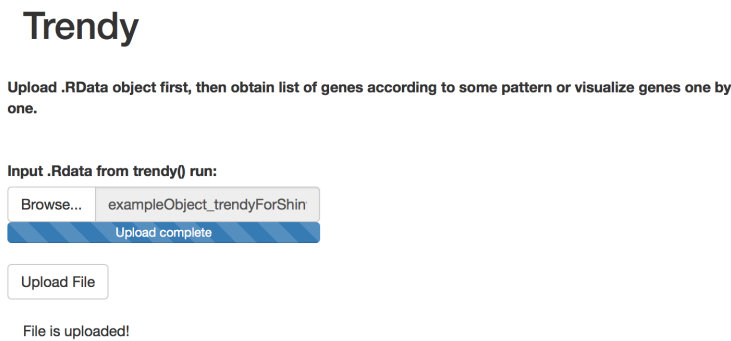 Trendy
Upload .RData object first, then obtain list of genes according to some pattern or visualize genes one by
one.
Input .Rdata from trendy() run:
Browse... exampleObject_trendyForShin
Upload complete
Upload File
File is uploaded!